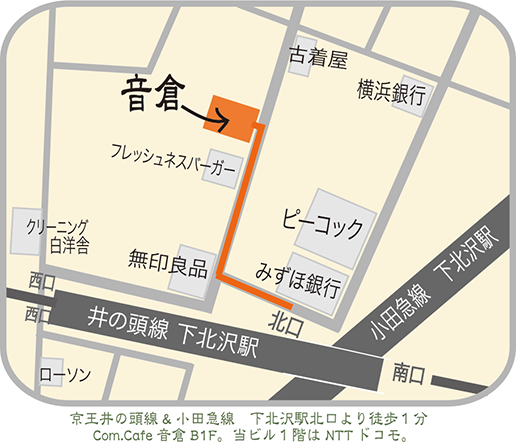 古着屋
横浜銀行
音倉
フレッシュネスバーガー
ピーコック
クリーニング
白洋舎
無印良品
みずほ銀行
小田急線 下北沢駅
西口
北口
西口
井の頭線 下北沢駅
南口
ローソン
京王井の頭線 & 小田急線 下北沢駅北口より徒歩1分
Com.Cafe 音倉 B1F。当ビル1階は NTT ドコモ。